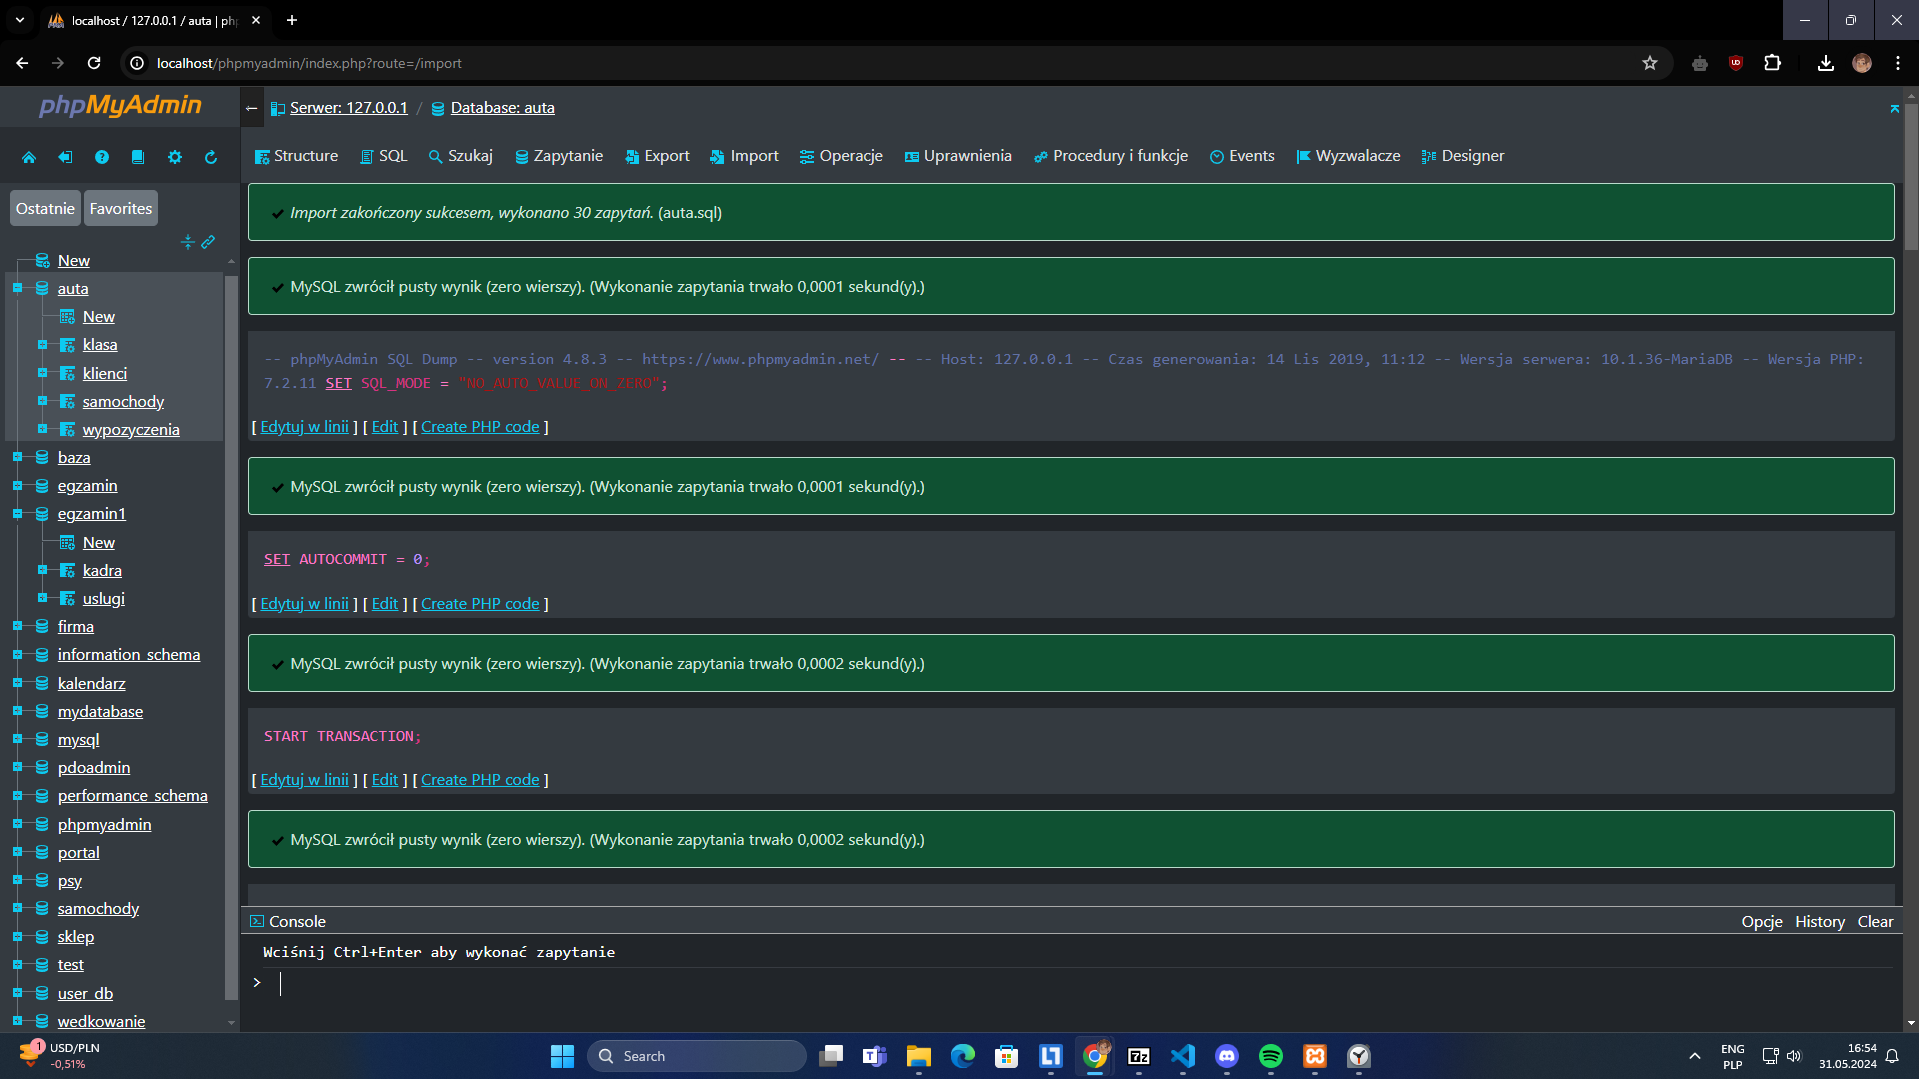 localhost / 127.0.0.1 / auta | ph
localhost/phpmyadmin/index.php?route=/import
phpMyAdmin
Serwer: 127.0.0.1 / Database: auta
Structure SQL Szukaj Zapytanie Export Import Operacje Uprawnienia Procedury i funkcje Events Wyzwalacze Designer
Ostatnie Favorites
New
auta
New
klasa
klienci
samochody
wypozyczenia
baza
egzamin
egzamin1
New
kadra
uslugi
firma
information_schema
kalendarz
mydatabase
mysql
pdoadmin
performance_schema
phpmyadmin
portal
psy
samochody
sklep
test
user_db
wedkowanie
Import zakończony sukcesem, wykonano 30 zapytań. (auta.sql)
MySQL zwrócił pusty wynik (zero wierszy). (Wykonanie zapytania trwało 0,0001 sekund(y).)
-- phpMyAdmin SQL Dump -- version 4.8.3 -- https://www.phpmyadmin.net/ -- -- Host: 127.0.0.1 -- Czas generowania: 14 Lis 2019, 11:12 -- Wersja serwera: 10.1.36-MariaDB -- Wersja PHP:
7.2.11 SET SQL_MODE = "NO_AUTO_VALUE_ON_ZERO";
[ Edytuj w linii ] [ Edit ] [ Create PHP code ]
MySQL zwrócił pusty wynik (zero wierszy). (Wykonanie zapytania trwało 0,0001 sekund(y).)
SET AUTOCOMMIT = 0;
[ Edytuj w linii ] [ Edit ] [ Create PHP code ]
MySQL zwrócił pusty wynik (zero wierszy). (Wykonanie zapytania trwało 0,0002 sekund(y).)
START TRANSACTION;
[ Edytuj w linii ] [ Edit ] [ Create PHP code ]
MySQL zwrócił pusty wynik (zero wierszy). (Wykonanie zapytania trwało 0,0002 sekund(y).)
Console Opcje History Clear
Wciśnij Ctrl+Enter aby wykonać zapytanie
>
1
USD/PLN
-0,51%
Search
7z
ENG
PLP
16:54
31.05.2024